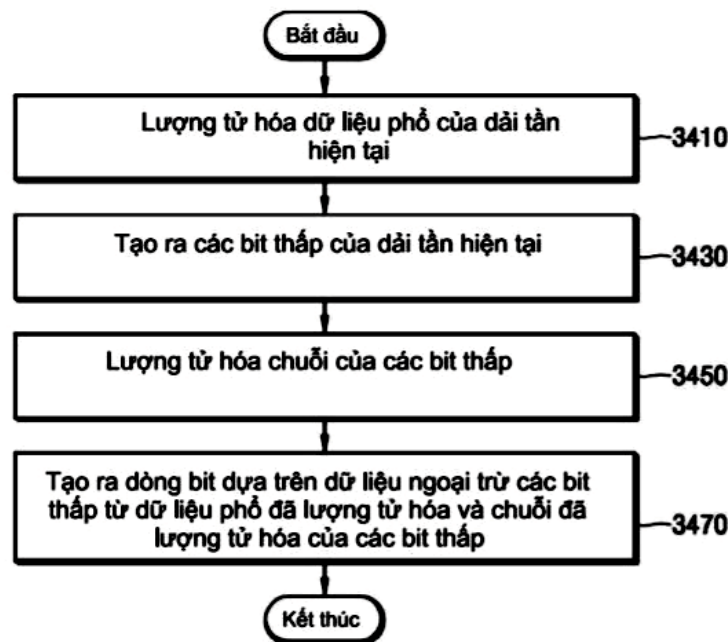 Bắt đầu
Lượng tử hóa dữ liệu phổ của dải tần
hiện tại
3410
Tạo ra các bit thấp của dải tần hiện tại
3430
Lượng tử hóa chuỗi của các bit thấp
3450
Tạo ra dòng bit dựa trên dữ liệu ngoại trừ các bit
thấp từ dữ liệu phổ đã lượng tử hóa và chuỗi đã
lượng tử hóa của các bit thấp
3470
Kết thúc